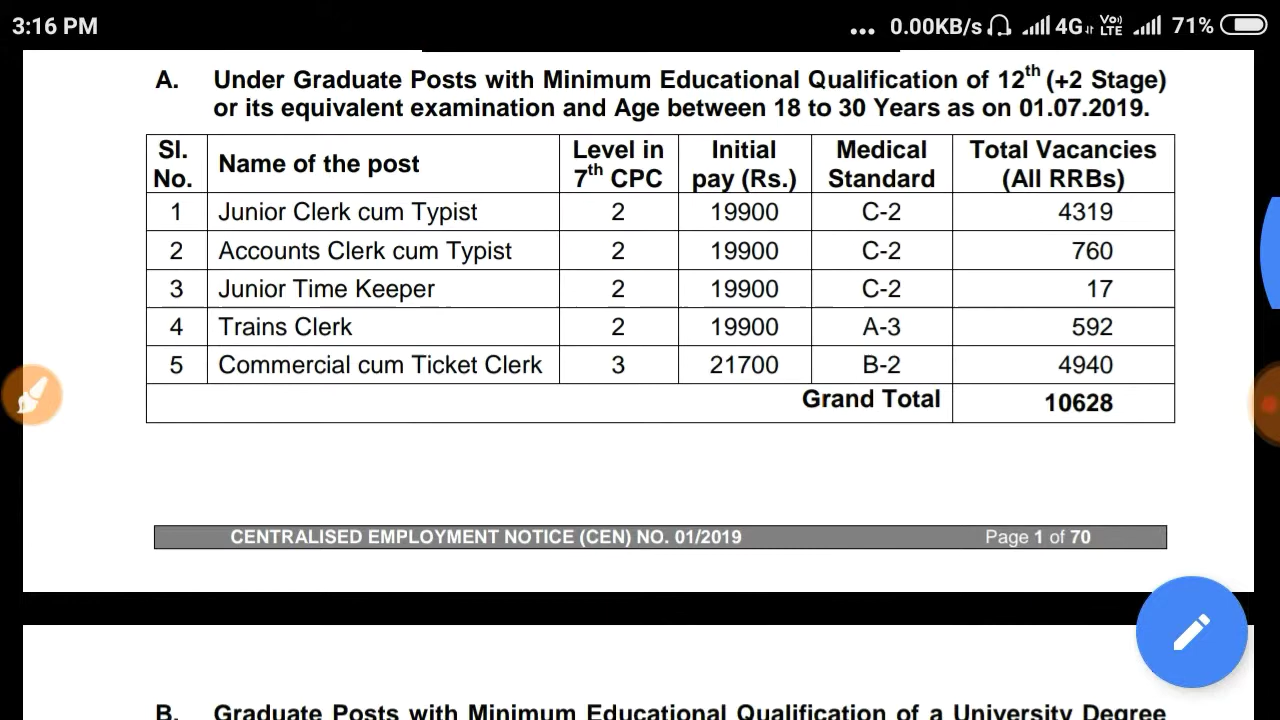 3:16 PM ... 0.00KB/s 4G Vo) LTE 71%
A. Under Graduate Posts with Minimum Educational Qualification of 12th (+2 Stage)
or its equivalent examination and Age between 18 to 30 Years as on 01.07.2019.
Sl. No. Name of the post Level in 7th CPC Initial pay (Rs.) Medical Standard Total Vacancies (All RRBs)
1 Junior Clerk cum Typist 2 19900 C-2 4319
2 Accounts Clerk cum Typist 2 19900 C-2 760
3 Junior Time Keeper 2 19900 C-2 17
4 Trains Clerk 2 19900 A-3 592
5 Commercial cum Ticket Clerk 3 21700 B-2 4940
Grand Total 10628
CENTRALISED EMPLOYMENT NOTICE (CEN) NO. 01/2019 Page 1 of 70
B. Graduate Posts with Minimum Educational Qualification of a University Degree